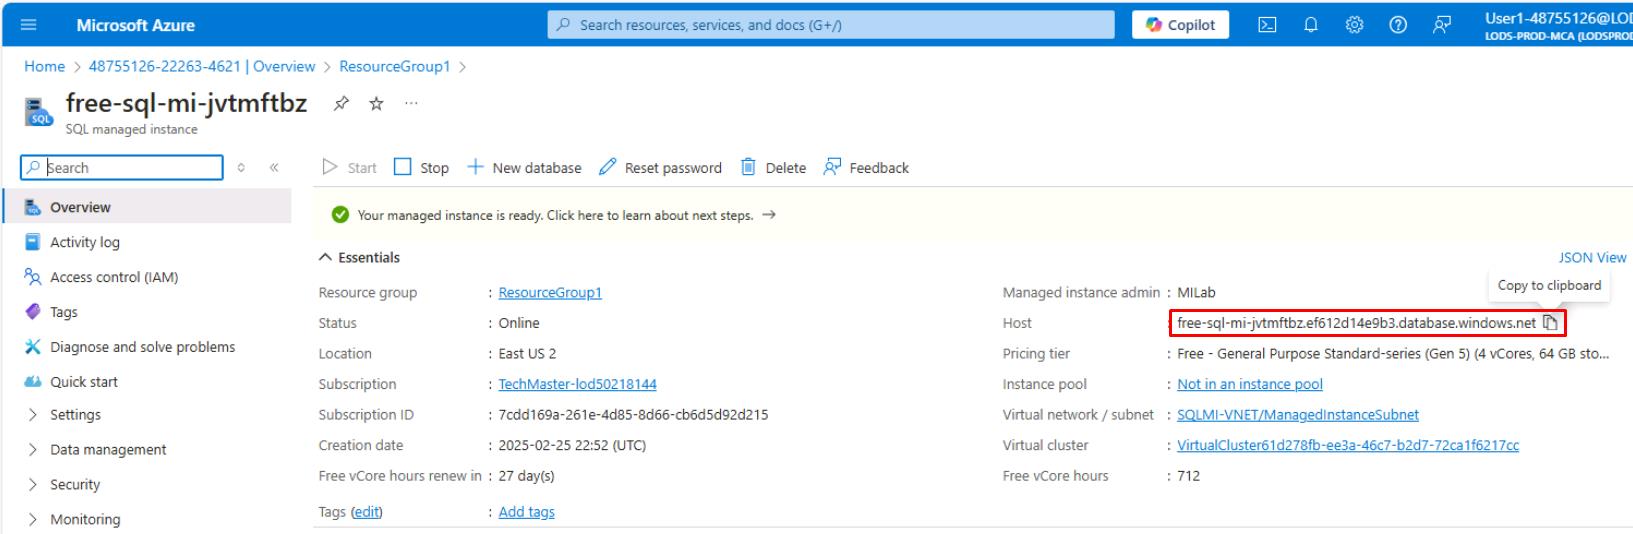 Microsoft Azure
Search resources, services, and docs (G+/)
Copilot
User1-48755126@LOD
LODS-PROD-MCA (LODSPROD
Home > 48755126-22263-4621 | Overview > ResourceGroup1 >
free-sql-mi-jvtmftbz
SQL
SQL managed instance
Search
Start Stop New database Reset password Delete Feedback
Overview
Activity log
Access control (IAM)
Tags
Diagnose and solve problems
Quick start
Settings
Data management
Security
Monitoring
Your managed instance is ready. Click here to learn about next steps. →
Essentials
JSON View
Copy to clipboard
Resource group : ResourceGroup1
Status : Online
Location : East US 2
Subscription : TechMaster-lod50218144
Subscription ID : 7cdd169a-261e-4d85-8d66-cb6d5d92d215
Creation date : 2025-02-25 22:52 (UTC)
Free vCore hours renew in : 27 day(s)
Tags (edit) : Add tags
Managed instance admin : MILab
Host : free-sql-mi-jvtmftbz.ef612d14e9b3.database.windows.net
Pricing tier : Free - General Purpose Standard-series (Gen 5) (4 vCores, 64 GB sto...
Instance pool : Not in an instance pool
Virtual network / subnet : SQLMI-VNET/ManagedInstanceSubnet
Virtual cluster : VirtualCluster61d278fb-ee3a-46c7-b2d7-72ca1f6217cc
Free vCore hours : 712